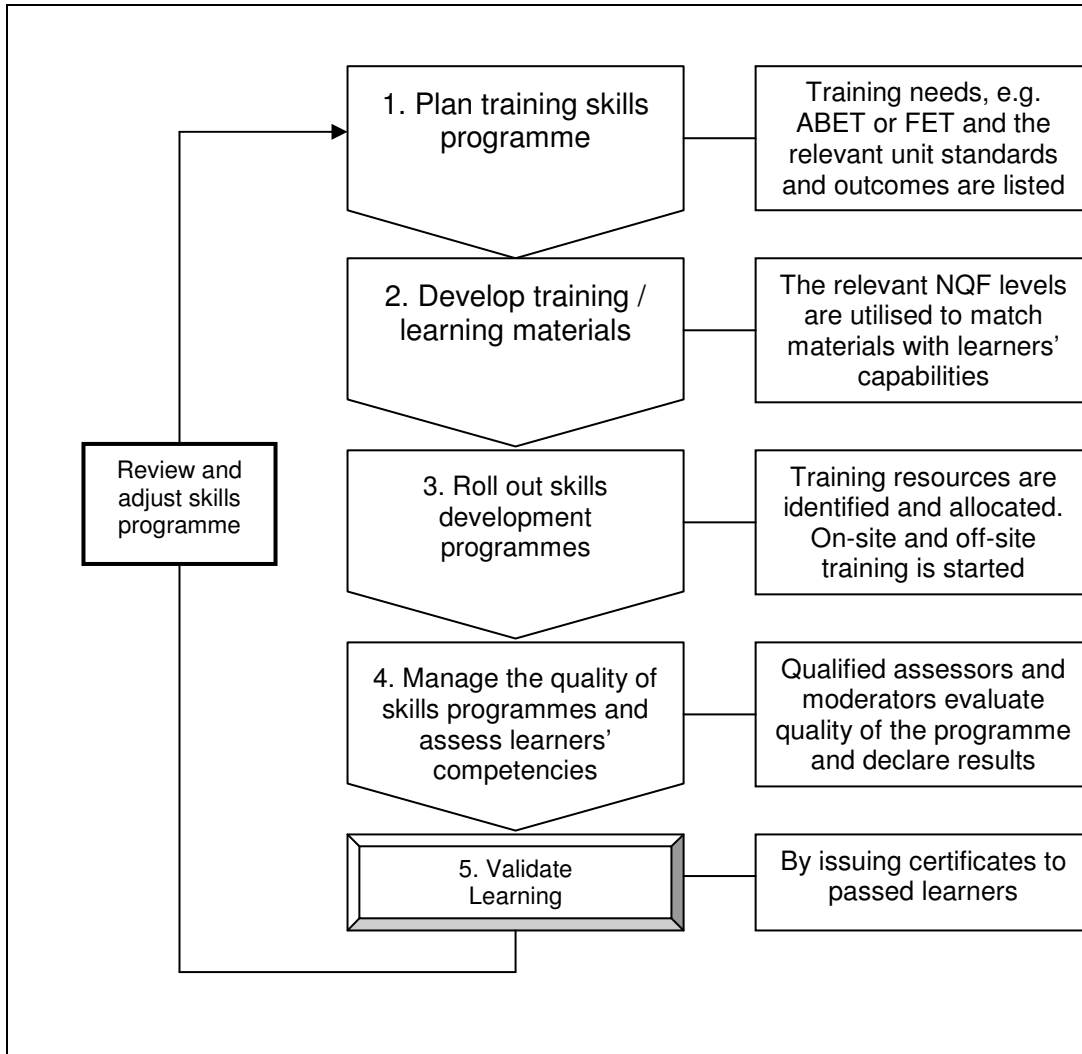 1. Plan training skills
programme
Training needs, e.g.
ABET or FET and the
relevant unit standards
and outcomes are listed
2. Develop training /
learning materials
The relevant NQF levels
are utilised to match
materials with learners’
capabilities
Review and
adjust skills
programme
3. Roll out skills
development
programmes
Training resources are
identified and allocated.
On-site and off-site
training is started
4. Manage the quality of
skills programmes and
assess learners’
competencies
Qualified assessors and
moderators evaluate
quality of the programme
and declare results
5. Validate
Learning
By issuing certificates to
passed learners